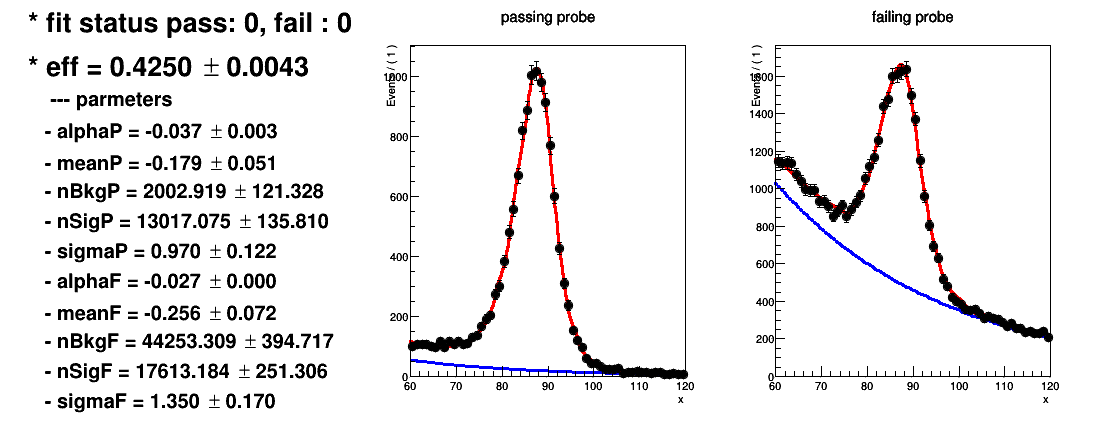 * fit status pass: 0, fail : 0
* eff = 0.4250 ± 0.0043
--- parmeters
- alphaP = -0.037 ± 0.003
- meanP = -0.179 ± 0.051
- nBkgP = 2002.919 ± 121.328
- nSigP = 13017.075 ± 135.810
- sigmaP = 0.970 ± 0.122
- alphaF = -0.027 ± 0.000
- meanF = -0.256 ± 0.072
- nBkgF = 44253.309 ± 394.717
- nSigF = 17613.184 ± 251.306
- sigmaF = 1.350 ± 0.170
passing probe
Events / ( 1 )
1000
800
600
400
200
0
60 70 80 90 100 110 120
x
failing probe
Events / ( 1 )
1600
1400
1200
1000
800
600
400
200
0
60 70 80 90 100 110 120
x